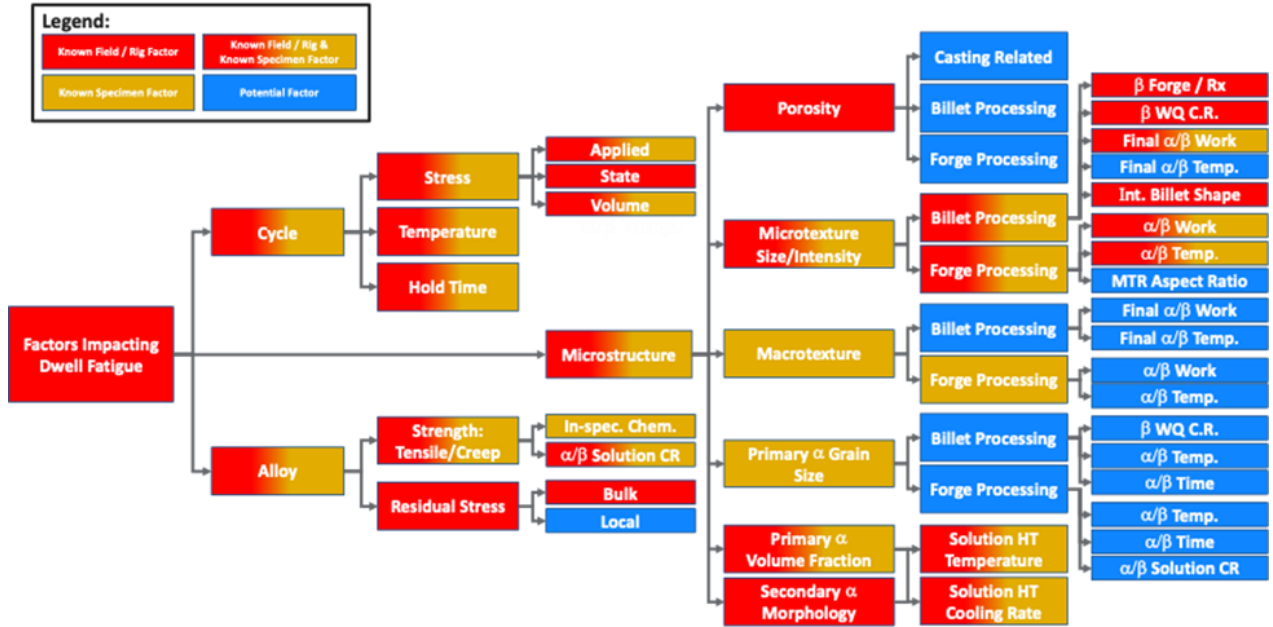 Legend:
Known Field / Rig Factor
Known Field / Rig &
Known Specimen Factor
Known Specimen Factor
Potential Factor
Factors Impacting
Dwell Fatigue
Cycle
Alloy
Stress
Temperature
Hold Time
Applied
State
Volume
Microstructure
Strength:
Tensile/Creep
Residual Stress
In-spec. Chem.
α/β Solution CR
Bulk
Local
Porosity
Casting Related
Billet Processing
Forge Processing
Microtexture
Size/Intensity
Billet Processing
Forge Processing
β Forge / Rx
β WQ C.R.
Final α/β Work
Final α/β Temp.
Int. Billet Shape
α/β Work
α/β Temp.
MTR Aspect Ratio
Macrotexture
Billet Processing
Forge Processing
Final α/β Work
Final α/β Temp.
α/β Work
α/β Temp.
Primary α Grain
Size
Billet Processing
Forge Processing
β WQ C.R.
α/β Temp.
α/β Time
α/β Temp.
α/β Time
α/β Solution CR
Primary α
Volume Fraction
Secondary α
Morphology
Solution HT
Temperature
Solution HT
Cooling Rate